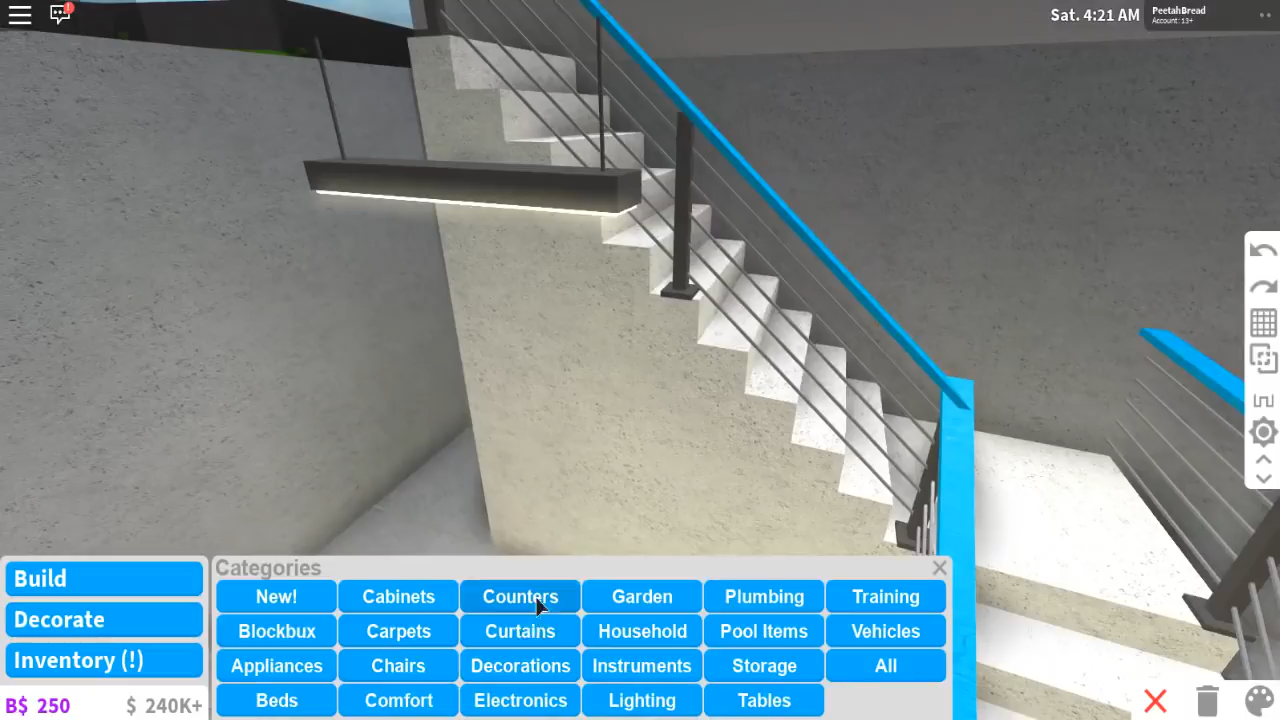 Sat. 4:21 AM
PeetahBread
Account: 13+
!
Build
Decorate
Inventory (!)
B$ 250
$ 240K+
Categories
New! Cabinets Counters Garden Plumbing Training
Blockbux Carpets Curtains Household Pool Items Vehicles
Appliances Chairs Decorations Instruments Storage All
Beds Comfort Electronics Lighting Tables